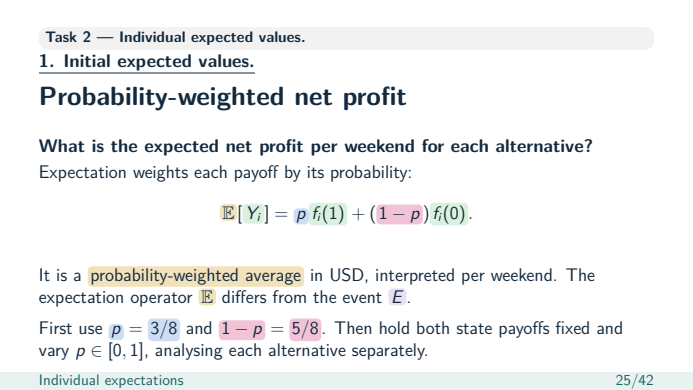 Task 2 — Individual expected values.
1. Initial expected values.
Probability-weighted net profit
What is the expected net profit per weekend for each alternative?
Expectation weights each payoff by its probability:
𝔼[Yᵢ] = p fᵢ(1) + (1 − p) fᵢ(0).
It is a probability-weighted average in USD, interpreted per weekend. The
expectation operator 𝔼 differs from the event E.
First use p = 3/8 and 1 − p = 5/8. Then hold both state payoffs fixed and
vary p ∈ [0, 1], analysing each alternative separately.
Individual expectations 25/42